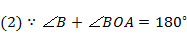 (2) ∵ ∠B + ∠BOA = 180°